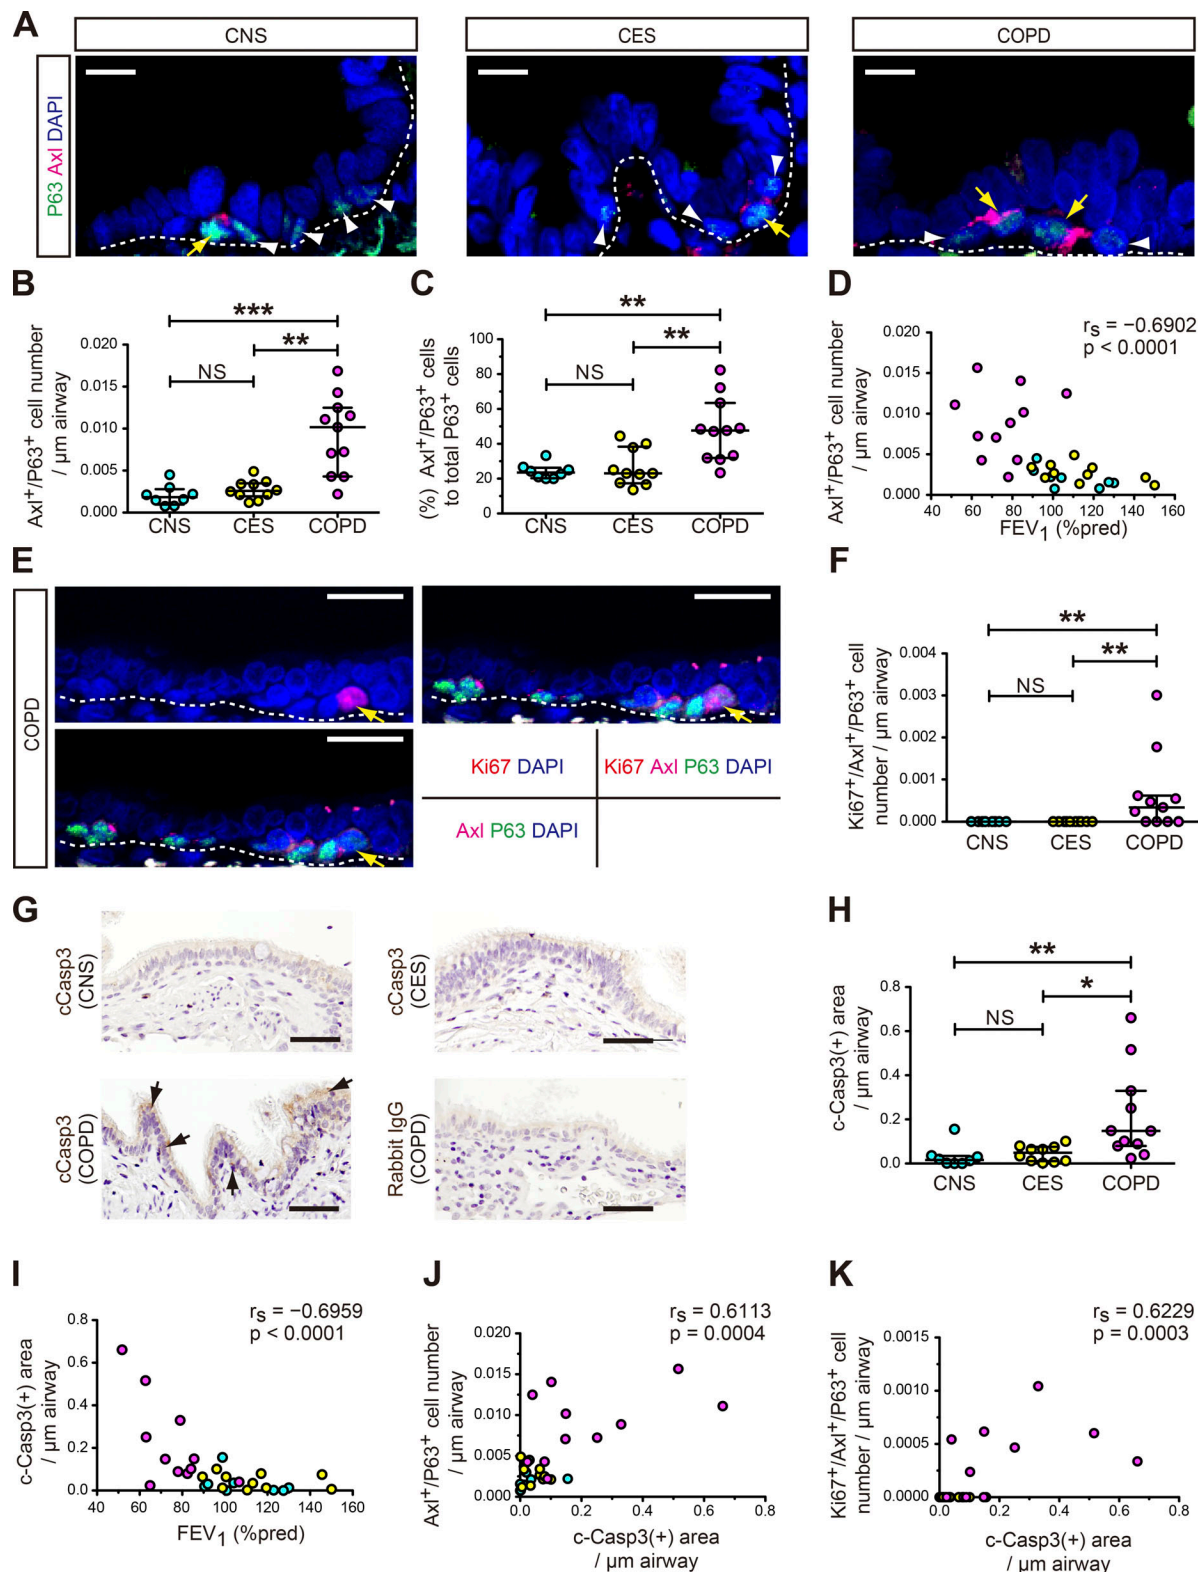 A
CNS
CES
COPD
P63 Axl DAPI
B
Axl⁺/P63⁺ cell number
/ µm airway
0.020
0.015
0.010
0.005
0.000
***
**
NS
CNS
CES
COPD
C
(%) Axl⁺/P63⁺ cells
to total P63⁺ cells
100
80
60
40
20
0
**
**
NS
CNS
CES
COPD
D
Axl⁺/P63⁺ cell number
/ µm airway
rs = −0.6902
p < 0.0001
0.020
0.015
0.010
0.005
0.000
40 60 80 100 120 140 160
FEV1 (%pred)
E
COPD
Ki67 DAPI
Ki67 Axl P63 DAPI
Axl P63 DAPI
F
Ki67⁺/Axl⁺/P63⁺ cell
number / µm airway
0.004
0.003
0.002
0.001
0.000
**
**
NS
CNS
CES
COPD
G
cCasp3
(CNS)
cCasp3
(CES)
cCasp3
(COPD)
Rabbit IgG
(COPD)
H
c-Casp3(+) area
/ µm airway
0.8
0.6
0.4
0.2
0.0
**
*
NS
CNS
CES
COPD
I
c-Casp3(+) area
/ µm airway
rs = −0.6959
p < 0.0001
0.8
0.6
0.4
0.2
0.0
40 60 80 100 120 140 160
FEV1 (%pred)
J
Axl⁺/P63⁺ cell number
/ µm airway
rs = 0.6113
p = 0.0004
0.020
0.015
0.010
0.005
0.000
0.0 0.2 0.4 0.6 0.8
c-Casp3(+) area
/ µm airway
K
Ki67⁺/Axl⁺/P63⁺ cell
number / µm airway
rs = 0.6229
p = 0.0003
0.0015
0.0010
0.0005
0.0000
0.0 0.2 0.4 0.6 0.8
c-Casp3(+) area
/ µm airway